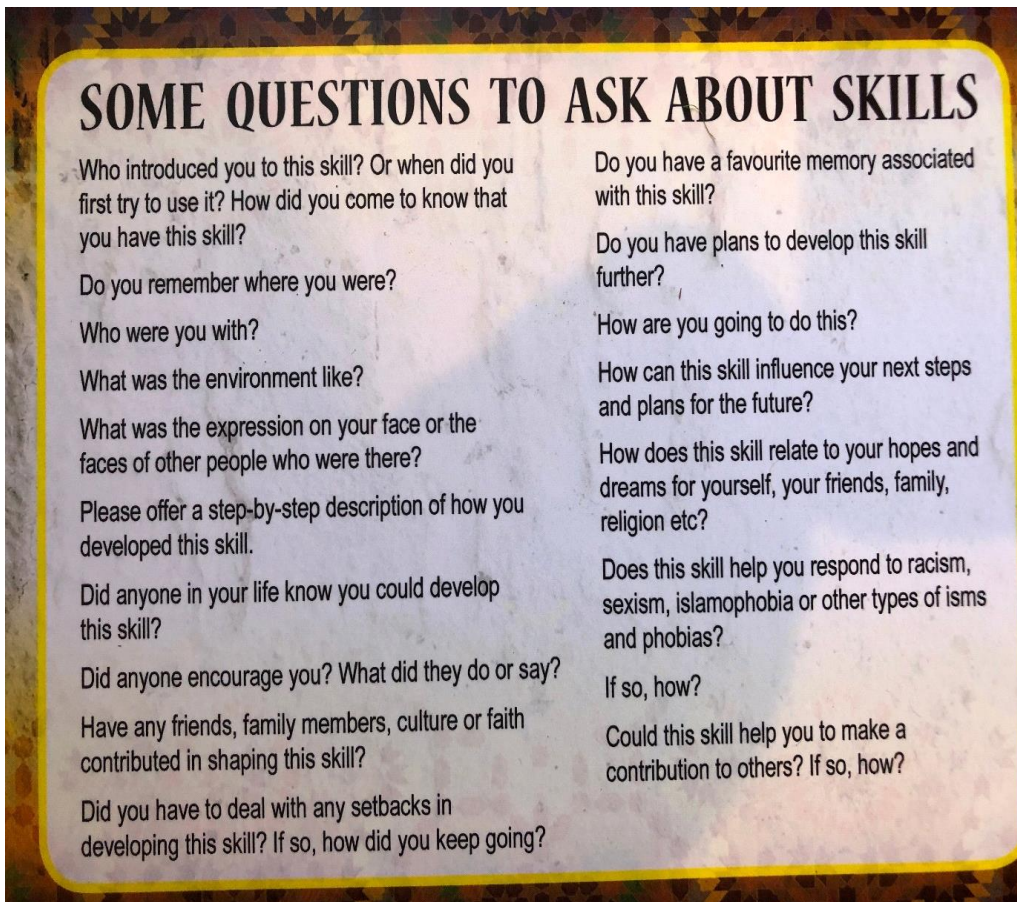 SOME QUESTIONS TO ASK ABOUT SKILLS
Who introduced you to this skill? Or when did you
first try to use it? How did you come to know that
you have this skill?
Do you remember where you were?
Who were you with?
What was the environment like?
What was the expression on your face or the
faces of other people who were there?
Please offer a step-by-step description of how you
developed this skill.
Did anyone in your life know you could develop
this skill?
Did anyone encourage you? What did they do or say?
Have any friends, family members, culture or faith
contributed in shaping this skill?
Did you have to deal with any setbacks in
developing this skill? If so, how did you keep going?
Do you have a favourite memory associated
with this skill?
Do you have plans to develop this skill
further?
How are you going to do this?
How can this skill influence your next steps
and plans for the future?
How does this skill relate to your hopes and
dreams for yourself, your friends, family,
religion etc?
Does this skill help you respond to racism,
sexism, islamophobia or other types of isms
and phobias?
If so, how?
Could this skill help you to make a
contribution to others? If so, how?